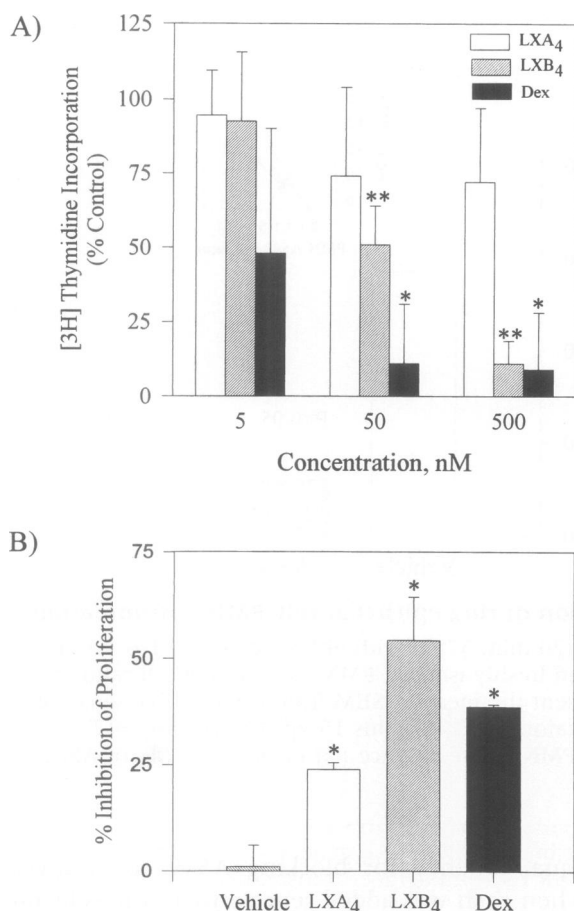 A)
[3H] Thymidine Incorporation
(% Control)
125
100
75
50
25
0
LXA4
LXB4
Dex
**
*
**
*
5 50 500
Concentration, nM
B)
% Inhibition of Proliferation
75
50
25
0
*
*
*
Vehicle LXA4 LXB4 Dex